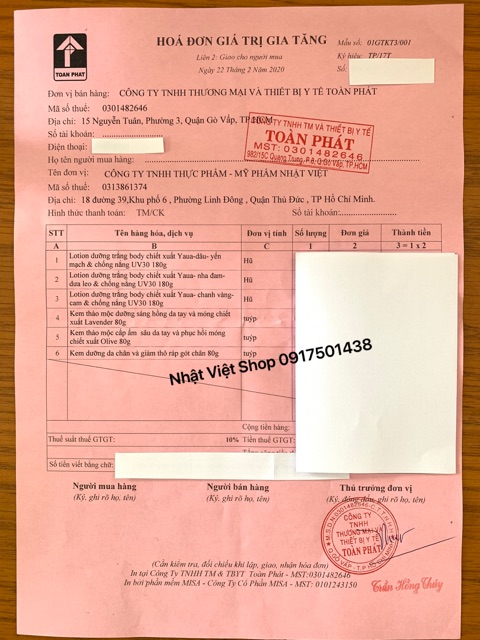 TOÀN PHÁT
HOÁ ĐƠN GIÁ TRỊ GIA TĂNG
Liên 2: Giao cho người mua
Ngày 22 Tháng 2 Năm 2020
Mẫu số: 01GTKT3/001
Ký hiệu: TP/17T
Số:
Đơn vị bán hàng: CÔNG TY TNHH THƯƠNG MẠI VÀ THIẾT BỊ Y TẾ TOÀN PHÁT
Mã số thuế: 0301482646
Địa chỉ: 15 Nguyễn Tuân, Phường 3, Quận Gò Vấp, TP.HCM
Số tài khoản:
Điện thoại:
CÔNG TY TNHH TM VÀ THIẾT BỊ Y TẾ
TOÀN PHÁT
MST: 0301482646
982/15C Quang Trung, P.8, Q.Gò Vấp, TP.HCM
Họ tên người mua hàng:
Tên đơn vị: CÔNG TY TNHH THỰC PHẨM - MỸ PHẨM NHẬT VIỆT
Mã số thuế: 0313861374
Địa chỉ: 18 đường 39,Khu phố 6 , Phường Linh Đông , Quận Thủ Đức , TP Hồ Chí Minh.
Hình thức thanh toán: TM/CK Số tài khoản:
STT Tên hàng hóa, dịch vụ Đơn vị tính Số lượng Đơn giá Thành tiền
A B C 1 2 3 = 1 x 2
1 Lotion dưỡng trắng body chiết xuất Yaua-dâu- yến mạch & chống nắng UV30 180g Hũ
2 Lotion dưỡng trắng body chiết xuất Yaua- nha đam-dưa leo & chống nắng UV30 180g Hũ
3 Lotion dưỡng trắng body chiết xuất Yaua- chanh vàng-cam & chống nắng UV30 180g Hũ
4 Kem thảo mộc dưỡng sáng hồng da tay và móng chiết xuất Lavender 80g tuýp
5 Kem thảo mộc cấp ẩm sâu da tay và phục hồi móng chiết xuất Olive 80g tuýp
6 Kem dưỡng da chân và giảm thô ráp gót chân 80g tuýp
Nhật Việt Shop 0917501438
Cộng tiền hàng:
Thuế suất thuế GTGT: 10% Tiền thuế GTGT:
Số tiền viết bằng chữ:
Người mua hàng Người bán hàng Thủ trưởng đơn vị
(Ký, ghi rõ họ, tên) (Ký, ghi rõ họ, tên) (Ký, đóng dấu, ghi rõ họ, tên)
CÔNG TY
TNHH
THƯƠNG MẠI VÀ
THIẾT BỊ Y TẾ
TOÀN PHÁT
Trần Hồng Thủy
(Cần kiểm tra, đối chiếu khi lập, giao, nhận hóa đơn)
In tại Công Ty TNHH TM & TBYT Toàn Phát - MST:0301482646
In bởi phần mềm MISA - Công Ty Cổ Phần MISA - MST: 0101243150